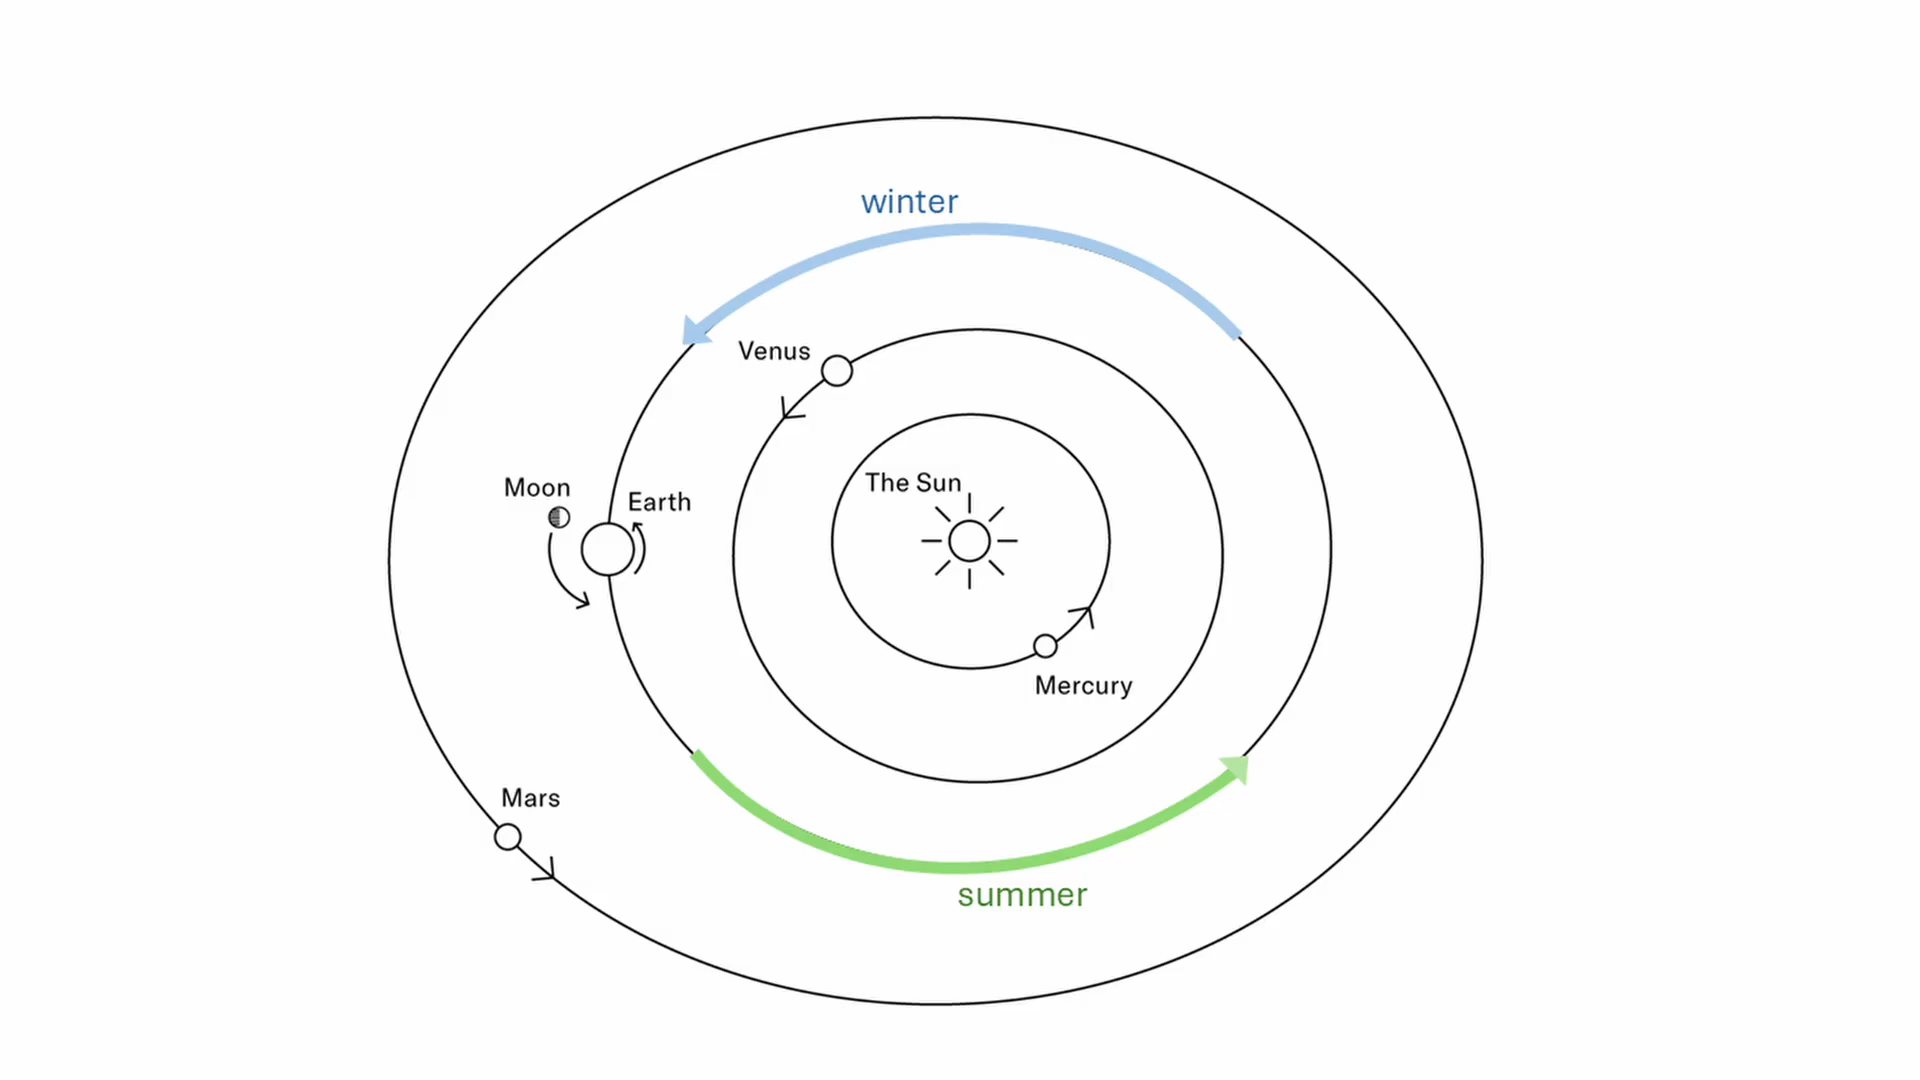 winter
Venus
The Sun
Moon
Earth
Mercury
Mars
summer